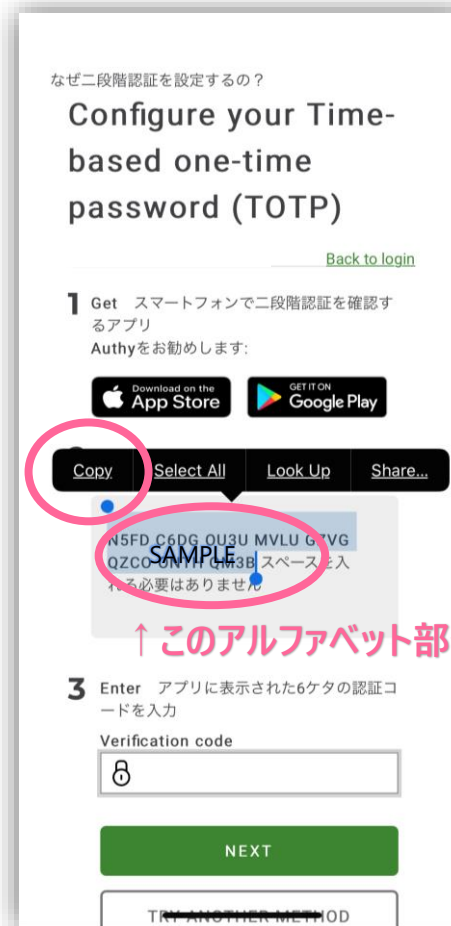 なぜ二段階認証を設定するの？
Configure your Time-
based one-time
password (TOTP)
Back to login
1 Get スマートフォンで二段階認証を確認す
るアプリ
Authyをお勧めします:
Download on the
App Store
GET IT ON
Google Play
Copy Select All Look Up Share...
N5FD C6DG OU3U MVLU
SAMPLE
QZCO QM3B スペースを入
れる必要はありません
↑このアルファベット部
3 Enter アプリに表示された6ケタの認証コ
ードを入力
Verification code
NEXT
TRY ANOTHER METHOD